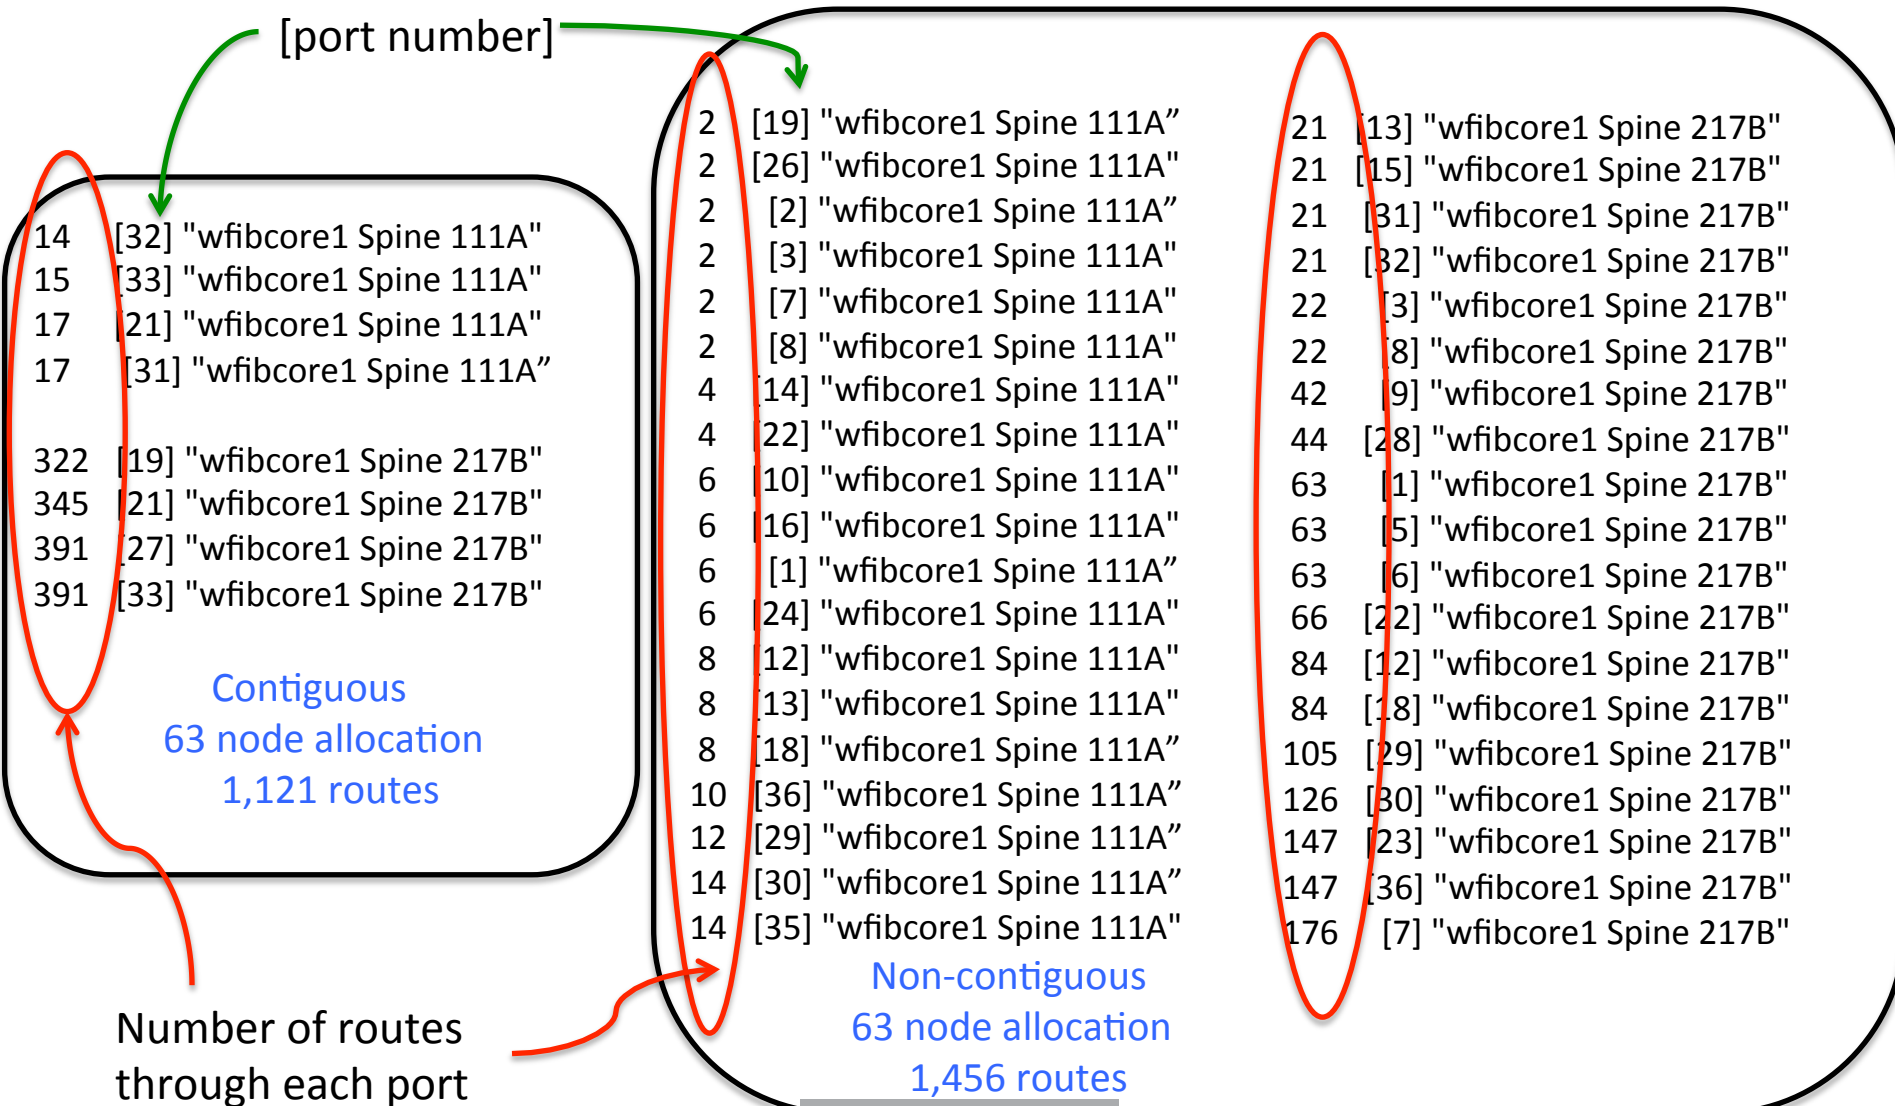 [port number]
14 [32] "wfibcore1 Spine 111A"
15 [33] "wfibcore1 Spine 111A"
17 [21] "wfibcore1 Spine 111A"
17 [31] "wfibcore1 Spine 111A”
322 [19] "wfibcore1 Spine 217B"
345 [21] "wfibcore1 Spine 217B"
391 [27] "wfibcore1 Spine 217B"
391 [33] "wfibcore1 Spine 217B"
Contiguous
63 node allocation
1,121 routes
Number of routes
through each port
2 [19] "wfibcore1 Spine 111A”
2 [26] "wfibcore1 Spine 111A"
2 [2] "wfibcore1 Spine 111A”
2 [3] "wfibcore1 Spine 111A"
2 [7] "wfibcore1 Spine 111A"
2 [8] "wfibcore1 Spine 111A"
4 [14] "wfibcore1 Spine 111A"
4 [22] "wfibcore1 Spine 111A"
6 [10] "wfibcore1 Spine 111A"
6 [16] "wfibcore1 Spine 111A"
6 [1] "wfibcore1 Spine 111A”
6 [24] "wfibcore1 Spine 111A"
8 [12] "wfibcore1 Spine 111A"
8 [13] "wfibcore1 Spine 111A"
8 [18] "wfibcore1 Spine 111A”
10 [36] "wfibcore1 Spine 111A”
12 [29] "wfibcore1 Spine 111A”
14 [30] "wfibcore1 Spine 111A”
14 [35] "wfibcore1 Spine 111A"
Non-contiguous
63 node allocation
1,456 routes
21 [13] "wfibcore1 Spine 217B"
21 [15] "wfibcore1 Spine 217B"
21 [31] "wfibcore1 Spine 217B"
21 [32] "wfibcore1 Spine 217B"
22 [3] "wfibcore1 Spine 217B"
22 [8] "wfibcore1 Spine 217B"
42 [9] "wfibcore1 Spine 217B"
44 [28] "wfibcore1 Spine 217B"
63 [1] "wfibcore1 Spine 217B"
63 [5] "wfibcore1 Spine 217B"
63 [6] "wfibcore1 Spine 217B"
66 [22] "wfibcore1 Spine 217B"
84 [12] "wfibcore1 Spine 217B"
84 [18] "wfibcore1 Spine 217B"
105 [29] "wfibcore1 Spine 217B"
126 [30] "wfibcore1 Spine 217B"
147 [23] "wfibcore1 Spine 217B"
147 [36] "wfibcore1 Spine 217B"
176 [7] "wfibcore1 Spine 217B"